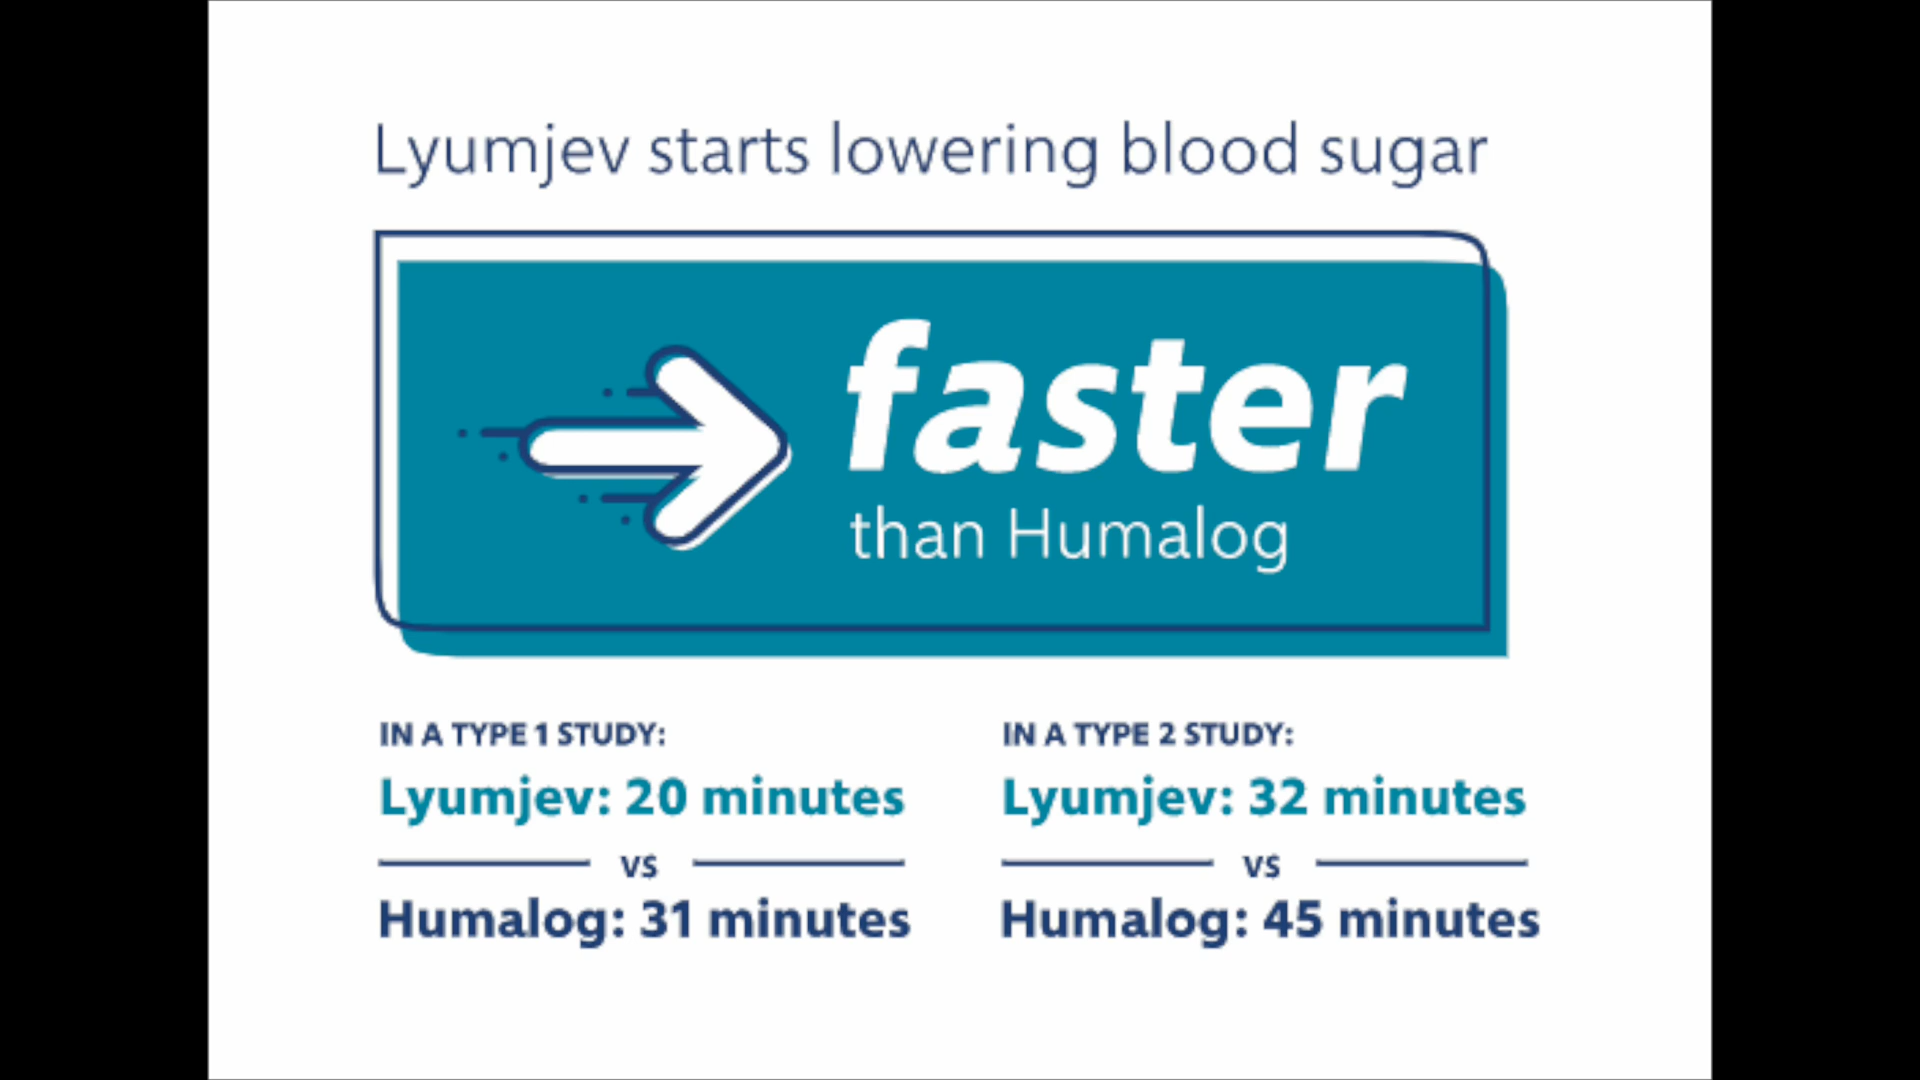 Lyumjev starts lowering blood sugar
faster
than Humalog
IN A TYPE 1 STUDY:
Lyumjev: 20 minutes
VS
Humalog: 31 minutes
IN A TYPE 2 STUDY:
Lyumjev: 32 minutes
VS
Humalog: 45 minutes